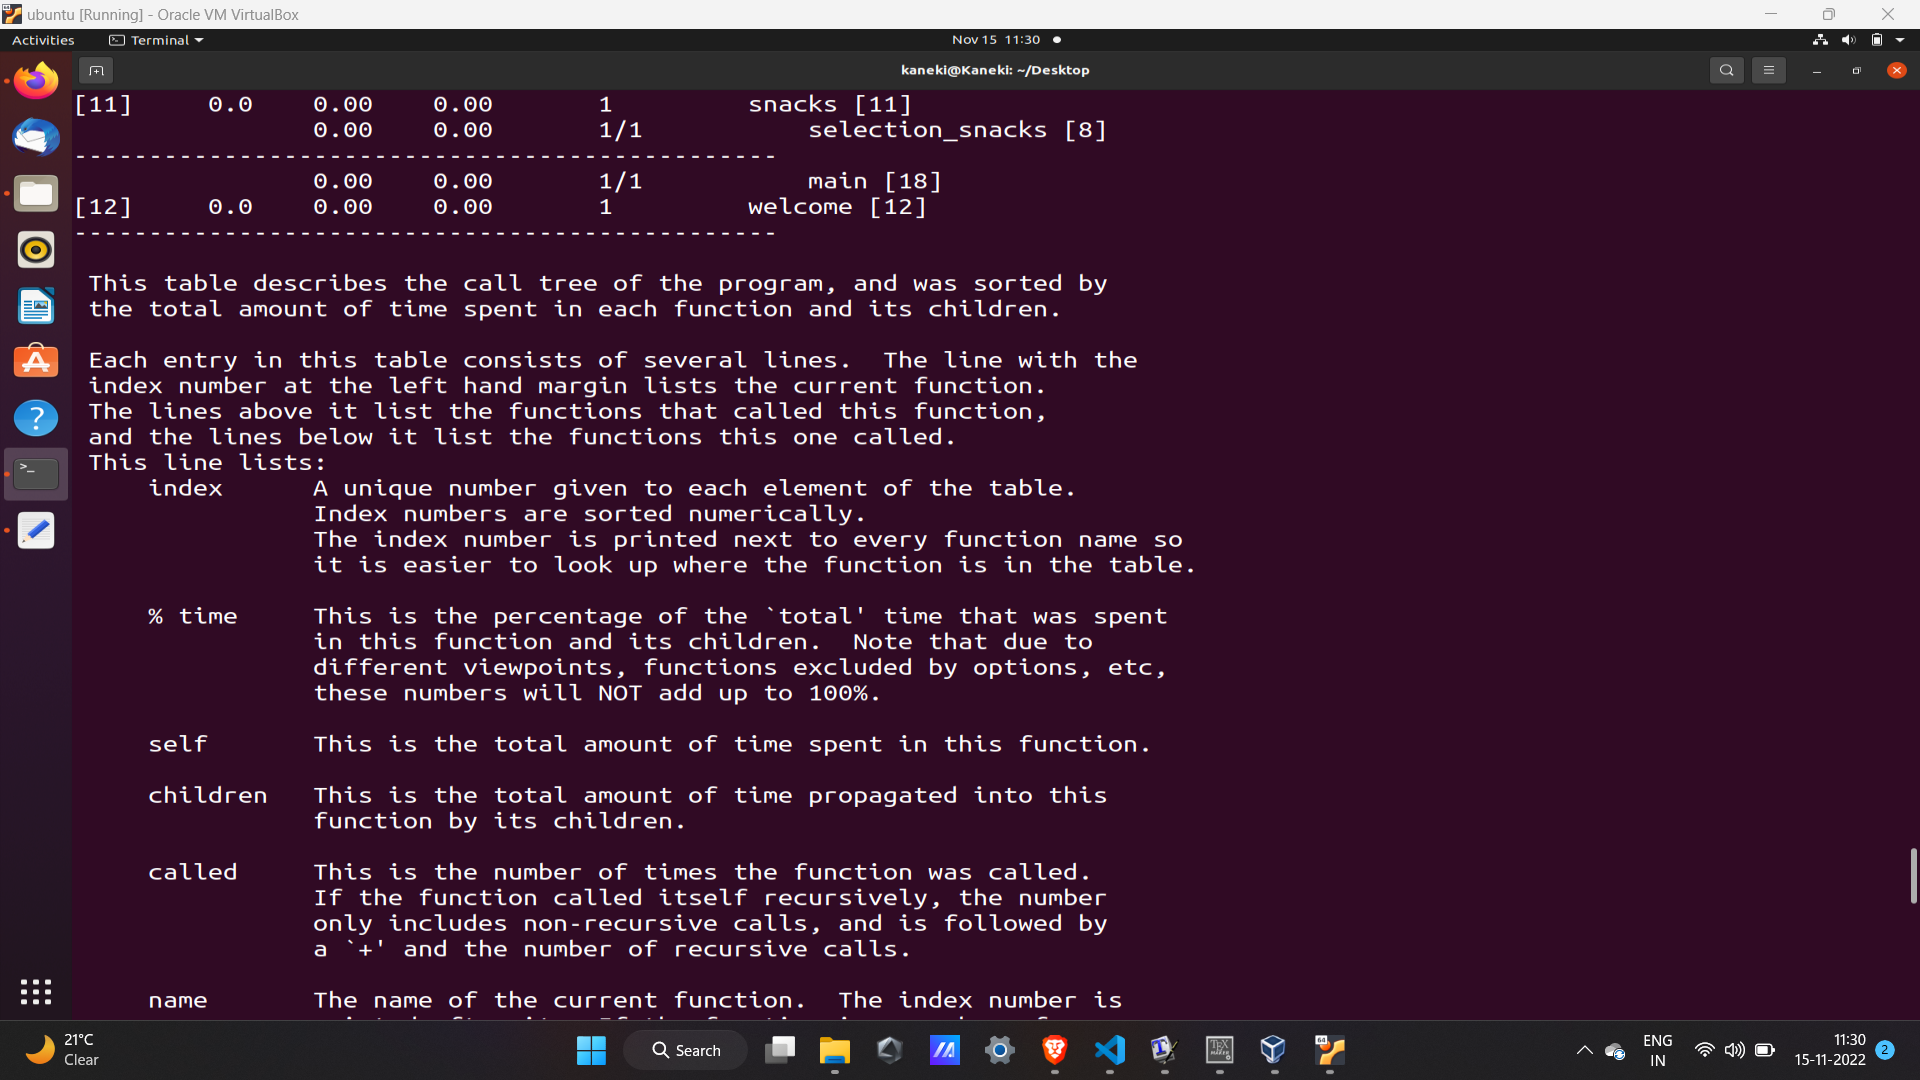 ubuntu [Running] - Oracle VM VirtualBox
Activities Terminal Nov 15 11:30
kaneki@Kaneki: ~/Desktop
[11] 0.0 0.00 0.00 1 snacks [11]
0.00 0.00 1/1 selection_snacks [8]
-----------------------------------------------
0.00 0.00 1/1 main [18]
[12] 0.0 0.00 0.00 1 welcome [12]
-----------------------------------------------
This table describes the call tree of the program, and was sorted by
the total amount of time spent in each function and its children.
Each entry in this table consists of several lines. The line with the
index number at the left hand margin lists the current function.
The lines above it list the functions that called this function,
and the lines below it list the functions this one called.
This line lists:
index A unique number given to each element of the table.
Index numbers are sorted numerically.
The index number is printed next to every function name so
it is easier to look up where the function is in the table.
% time This is the percentage of the `total' time that was spent
in this function and its children. Note that due to
different viewpoints, functions excluded by options, etc,
these numbers will NOT add up to 100%.
self This is the total amount of time spent in this function.
children This is the total amount of time propagated into this
function by its children.
called This is the number of times the function was called.
If the function called itself recursively, the number
only includes non-recursive calls, and is followed by
a `+' and the number of recursive calls.
name The name of the current function. The index number is
21°C
Clear
Search
ENG
IN
11:30
15-11-2022
2